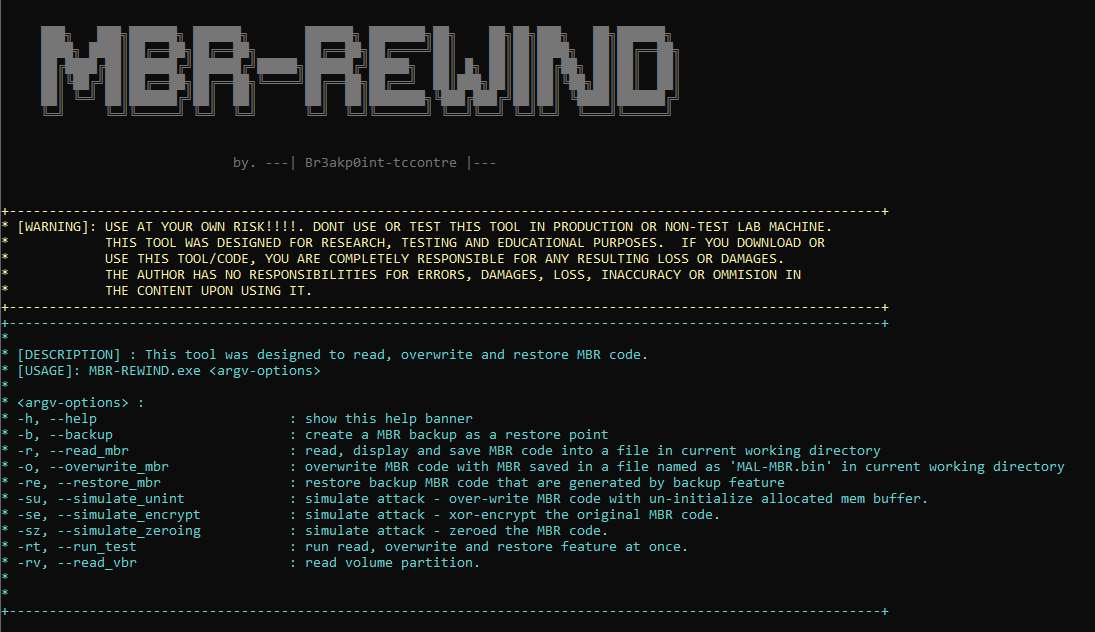 MBR-REWIND
by. ---| Br3akp0int-tccontre |---
+-------------------------------------------------------------------------------------------------------------+
* [WARNING]: USE AT YOUR OWN RISK!!!!. DONT USE OR TEST THIS TOOL IN PRODUCTION OR NON-TEST LAB MACHINE.
* THIS TOOL WAS DESIGNED FOR RESEARCH, TESTING AND EDUCATIONAL PURPOSES. IF YOU DOWNLOAD OR
* USE THIS TOOL/CODE, YOU ARE COMPLETELY RESPONSIBLE FOR ANY RESULTING LOSS OR DAMAGES.
* THE AUTHOR HAS NO RESPONSIBILITIES FOR ERRORS, DAMAGES, LOSS, INACCURACY OR OMMISION IN
* THE CONTENT UPON USING IT.
+-------------------------------------------------------------------------------------------------------------+
+-------------------------------------------------------------------------------------------------------------+
*
* [DESCRIPTION] : This tool was designed to read, overwrite and restore MBR code.
* [USAGE]: MBR-REWIND.exe <argv-options>
*
* <argv-options> :
* -h, --help : show this help banner
* -b, --backup : create a MBR backup as a restore point
* -r, --read_mbr : read, display and save MBR code into a file in current working directory
* -o, --overwrite_mbr : overwrite MBR code with MBR saved in a file named as 'MAL-MBR.bin' in current working directory
* -re, --restore_mbr : restore backup MBR code that are generated by backup feature
* -su, --simulate_unint : simulate attack - over-write MBR code with un-initialize allocated mem buffer.
* -se, --simulate_encrypt : simulate attack - xor-encrypt the original MBR code.
* -sz, --simulate_zeroing : simulate attack - zeroed the MBR code.
* -rt, --run_test : run read, overwrite and restore feature at once.
* -rv, --read_vbr : read volume partition.
*
*
+-------------------------------------------------------------------------------------------------------------+